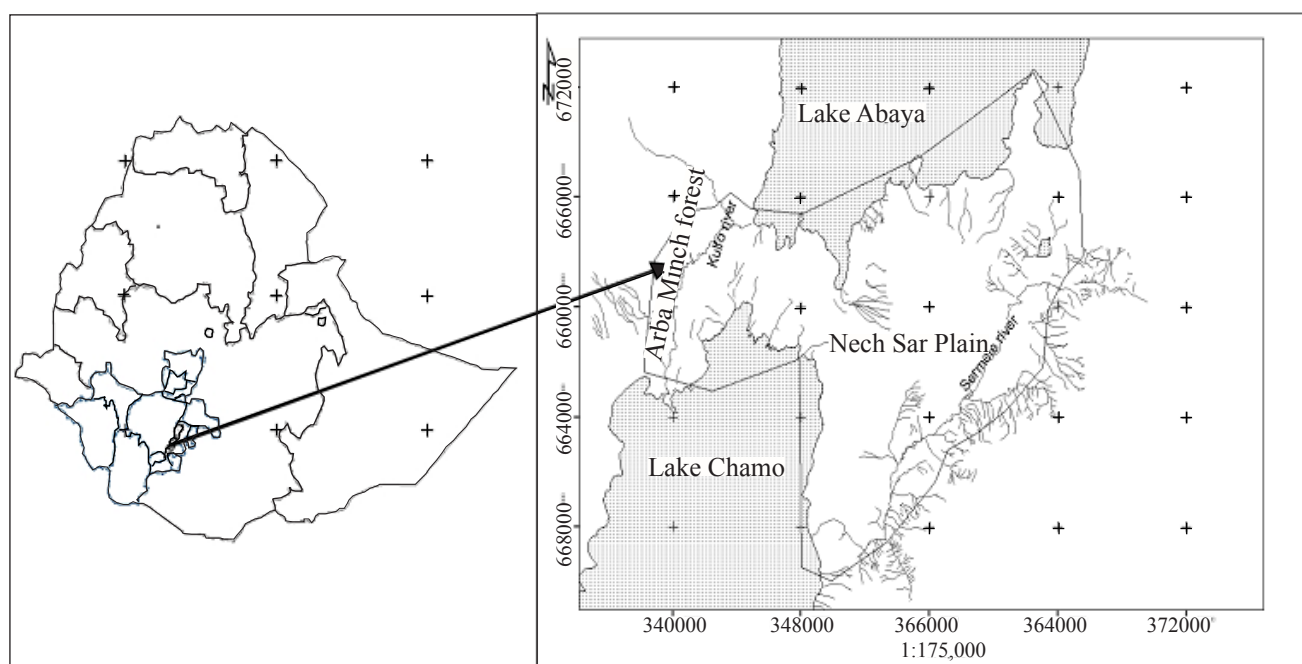 N
672000
666000
660000
664000
668000
Lake Abaya
Arba Minch forest
Kulfo river
Nech Sar Plain
Sermele river
Lake Chamo
340000
348000
366000
364000
372000
1:175,000